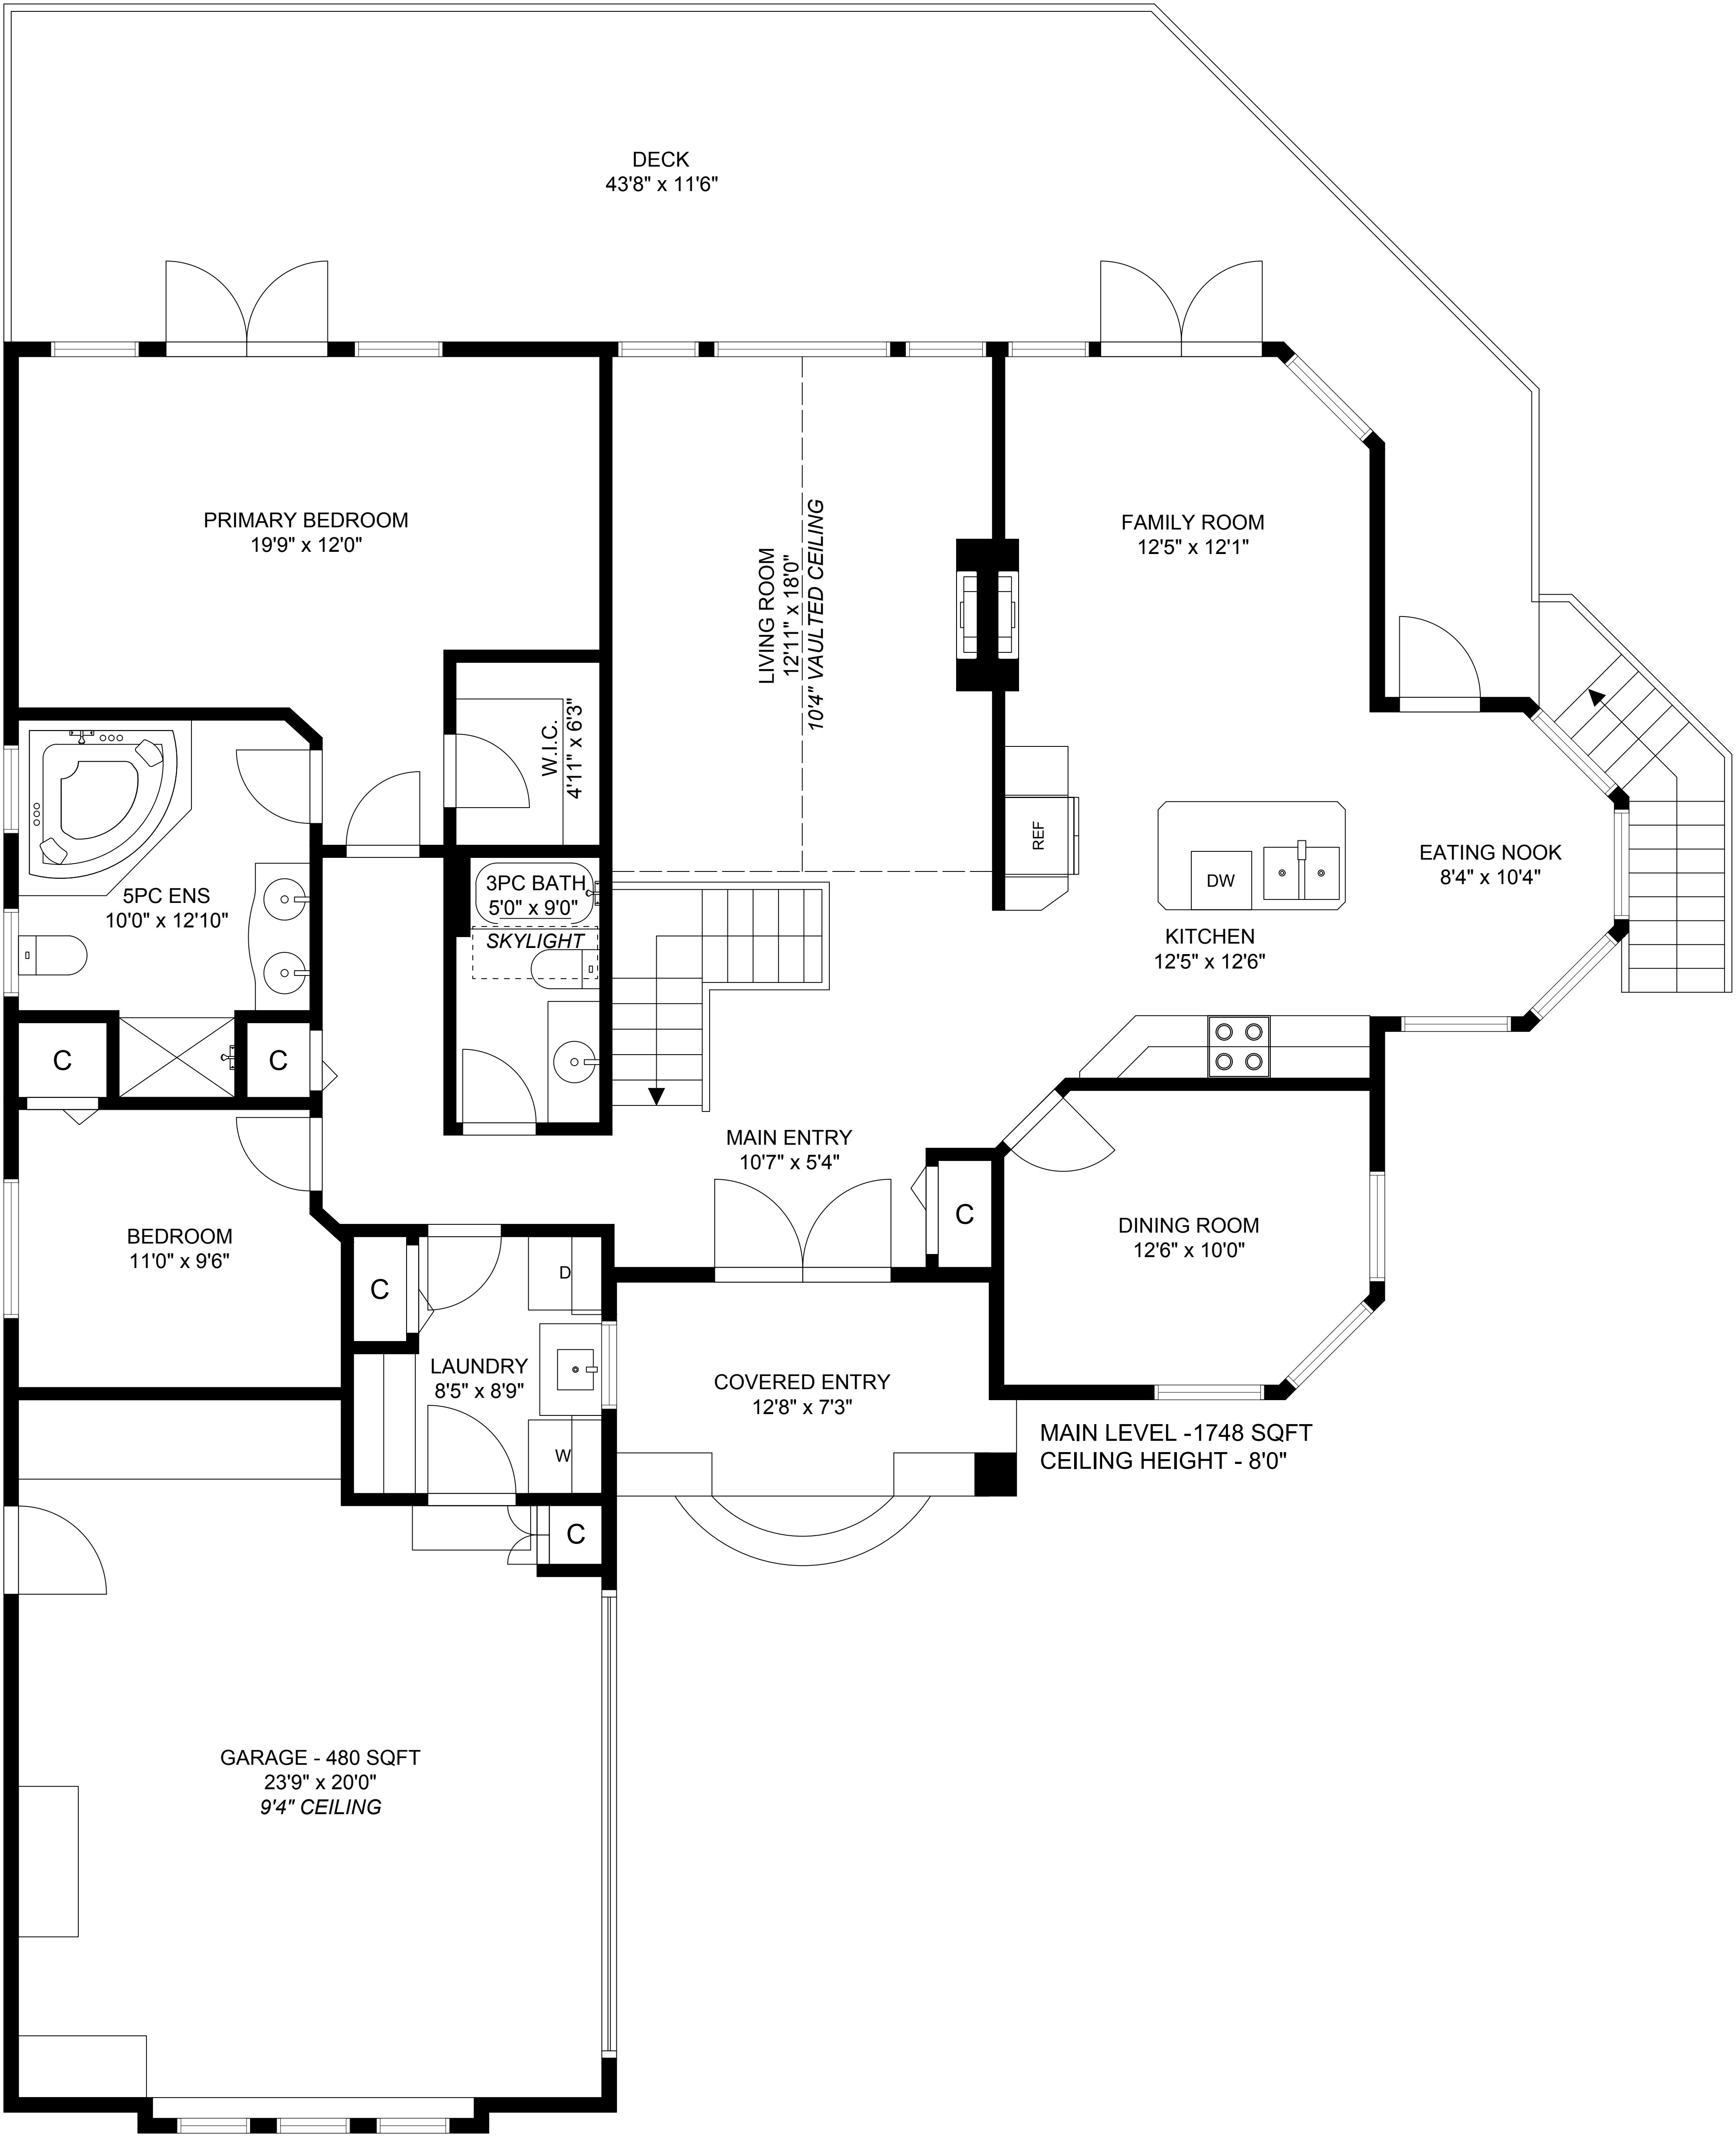 DECK
43'8" x 11'6"
PRIMARY BEDROOM
19'9" x 12'0"
LIVING ROOM
12'11" x 18'0"
10'4" VAULTED CEILING
FAMILY ROOM
12'5" x 12'1"
W.I.C.
4'11" x 6'3"
REF
DW
EATING NOOK
8'4" x 10'4"
5PC ENS
10'0" x 12'10"
3PC BATH
5'0" x 9'0"
SKYLIGHT
KITCHEN
12'5" x 12'6"
C
C
MAIN ENTRY
10'7" x 5'4"
C
DINING ROOM
12'6" x 10'0"
BEDROOM
11'0" x 9'6"
C
D
LAUNDRY
8'5" x 8'9"
W
COVERED ENTRY
12'8" x 7'3"
MAIN LEVEL -1748 SQFT
CEILING HEIGHT - 8'0"
C
GARAGE - 480 SQFT
23'9" x 20'0"
9'4" CEILING